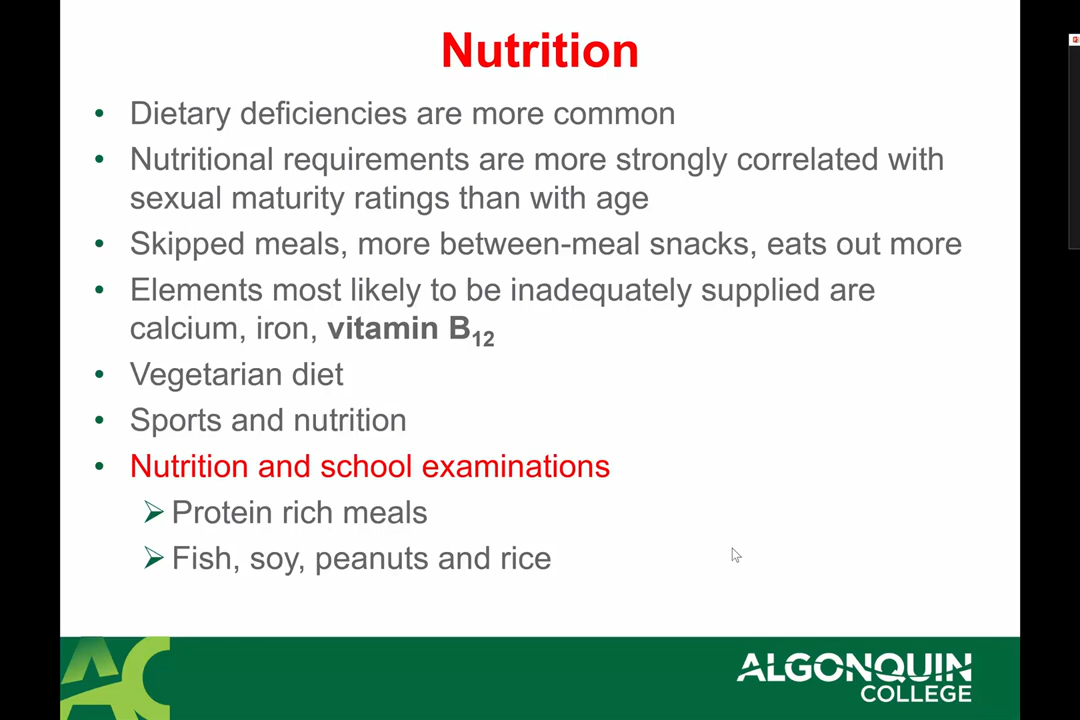 Nutrition
• Dietary deficiencies are more common
• Nutritional requirements are more strongly correlated with
sexual maturity ratings than with age
• Skipped meals, more between-meal snacks, eats out more
• Elements most likely to be inadequately supplied are
calcium, iron, vitamin B₁₂
• Vegetarian diet
• Sports and nutrition
• Nutrition and school examinations
➢ Protein rich meals
➢ Fish, soy, peanuts and rice
AC
ALGONQUIN
COLLEGE